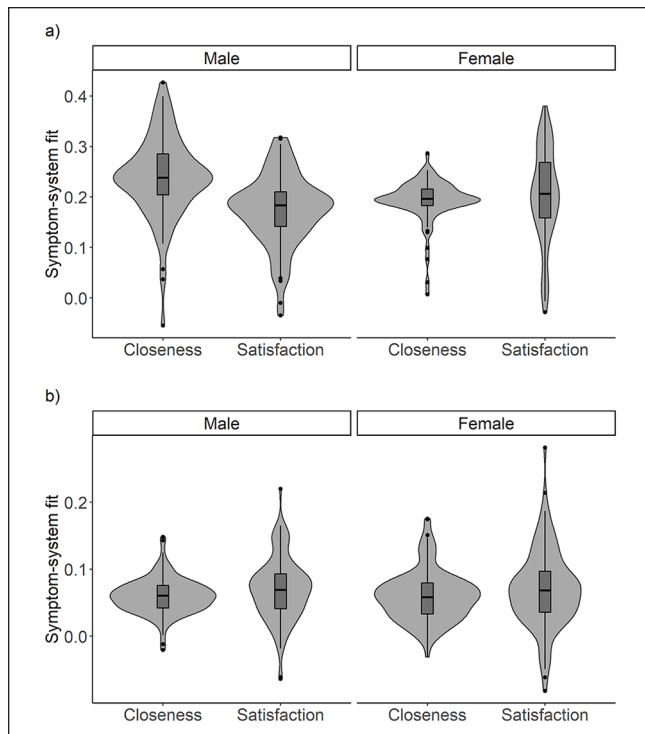 a)
Male Female
Symptom-system fit
0.4
0.3
0.2
0.1
0.0
Closeness Satisfaction Closeness Satisfaction
b)
Male Female
Symptom-system fit
0.2
0.1
0.0
Closeness Satisfaction Closeness Satisfaction